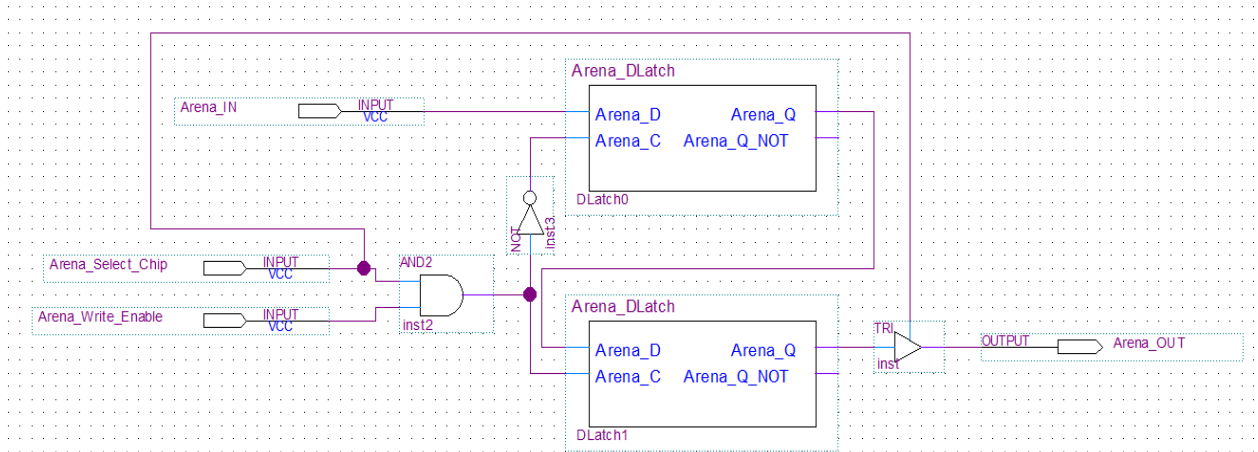 Arena_DLatch
Arena_IN
INPUT
VCC
Arena_D
Arena_Q
Arena_C
Arena_Q_NOT
DLatch0
NOT
inst3
Arena_Select_Chip
INPUT
VCC
AND2
Arena_Write_Enable
INPUT
VCC
inst2
Arena_DLatch
Arena_D
Arena_Q
Arena_C
Arena_Q_NOT
DLatch1
TRI
inst
OUTPUT
Arena_OUT